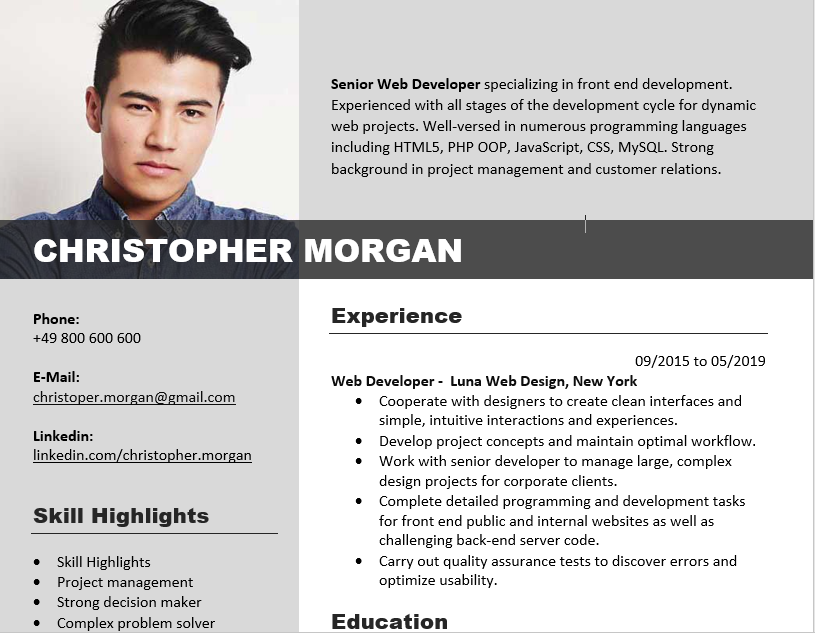 Senior Web Developer specializing in front end development.
Experienced with all stages of the development cycle for dynamic
web projects. Well-versed in numerous programming languages
including HTML5, PHP OOP, JavaScript, CSS, MySQL. Strong
background in project management and customer relations.
CHRISTOPHER MORGAN
Phone:
+49 800 600 600
E-Mail:
christoper.morgan@gmail.com
Linkedin:
linkedin.com/christopher.morgan
Skill Highlights
• Skill Highlights
• Project management
• Strong decision maker
• Complex problem solver
Experience
09/2015 to 05/2019
Web Developer - Luna Web Design, New York
• Cooperate with designers to create clean interfaces and
simple, intuitive interactions and experiences.
• Develop project concepts and maintain optimal workflow.
• Work with senior developer to manage large, complex
design projects for corporate clients.
• Complete detailed programming and development tasks
for front end public and internal websites as well as
challenging back-end server code.
• Carry out quality assurance tests to discover errors and
optimize usability.
Education